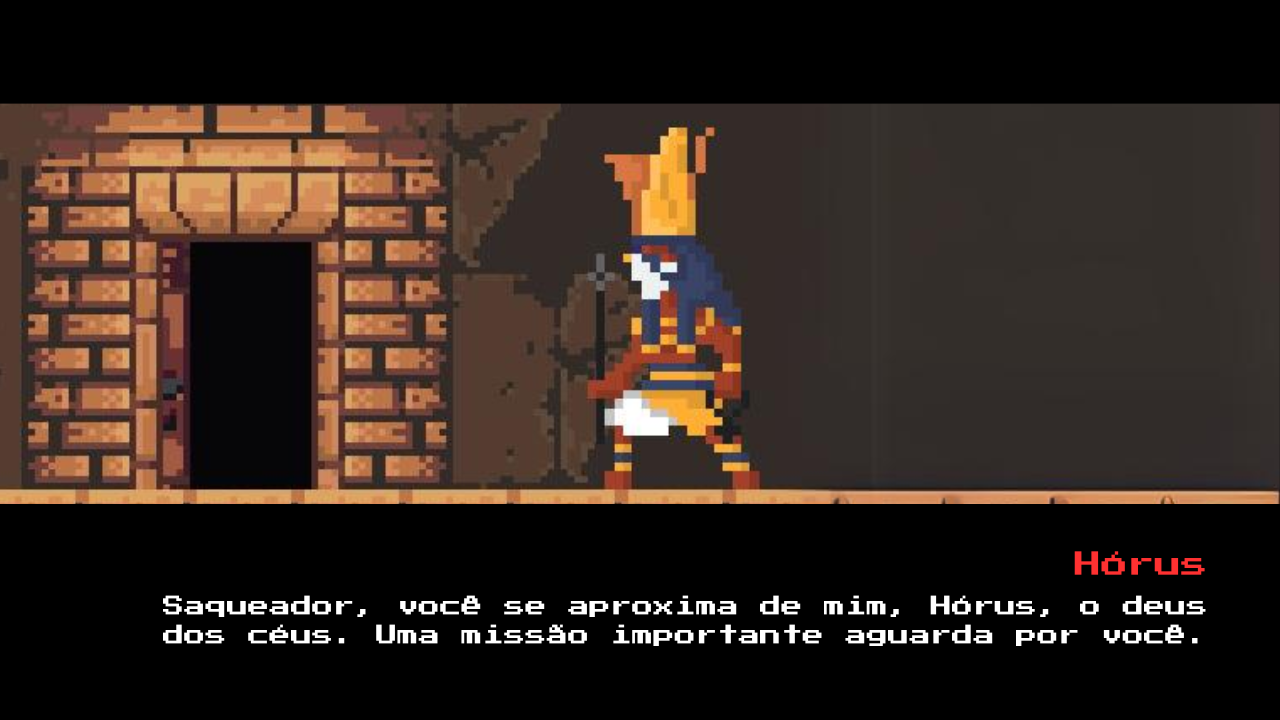 Hórus
Saqueador, você se aproxima de mim, Hórus, o deus
dos céus. Uma missão importante aguarda por você.